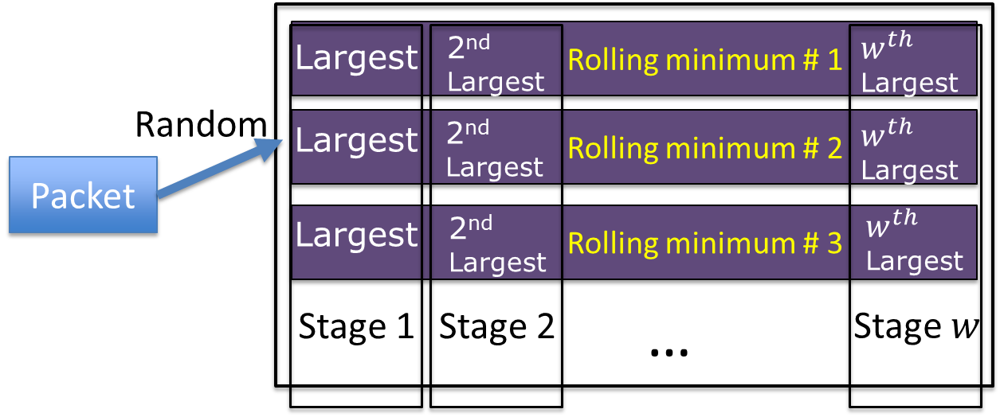 Random
Packet
Largest
2nd
Largest
Rolling minimum # 1
wth
Largest
Largest
2nd
Largest
Rolling minimum # 2
wth
Largest
Largest
2nd
Largest
Rolling minimum # 3
wth
Largest
Stage 1
Stage 2
...
Stage w